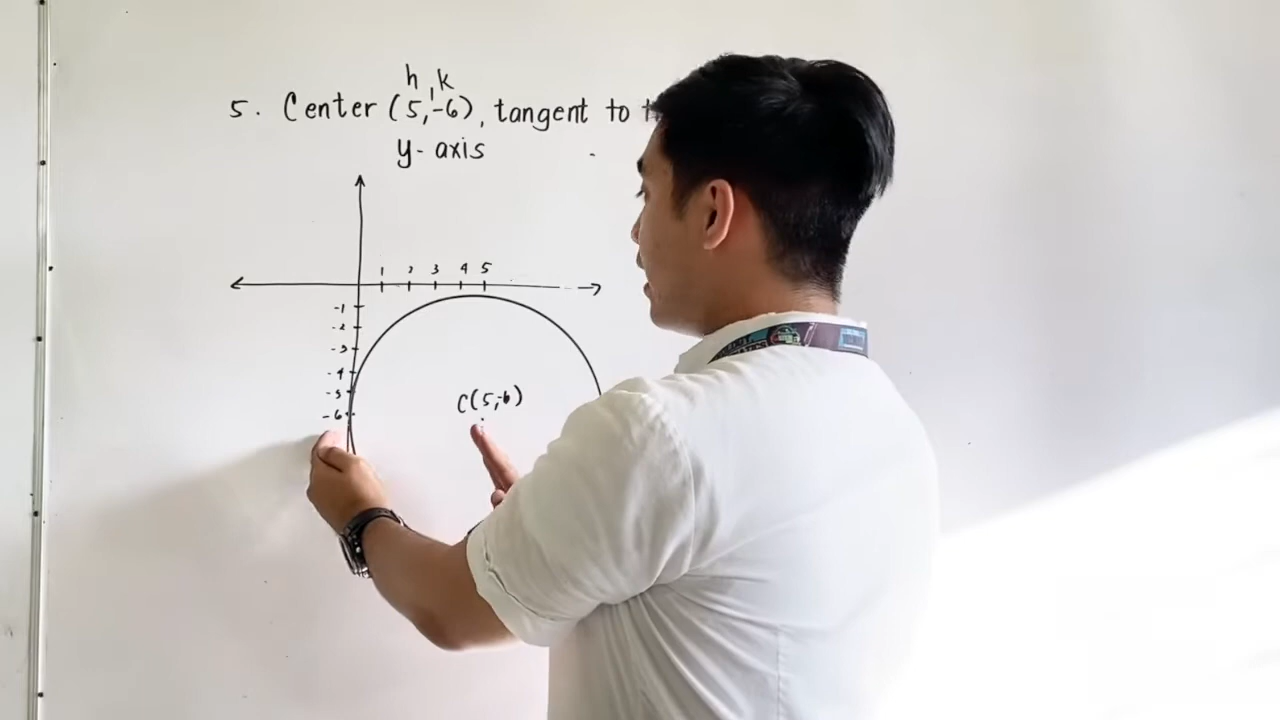 h, k
5. Center (5,-6), tangent to
y-axis
1 2 3 4 5
-1
-2
-3
-4
-5
-6
C(5,-6)